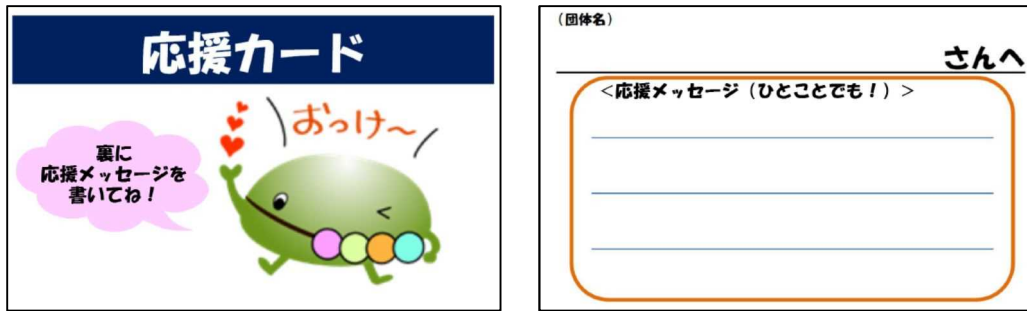 応援カード
おっけ～
裏に
応援メッセージを
書いてね！
（団体名）
さんへ
＜応援メッセージ（ひとことでも！）＞